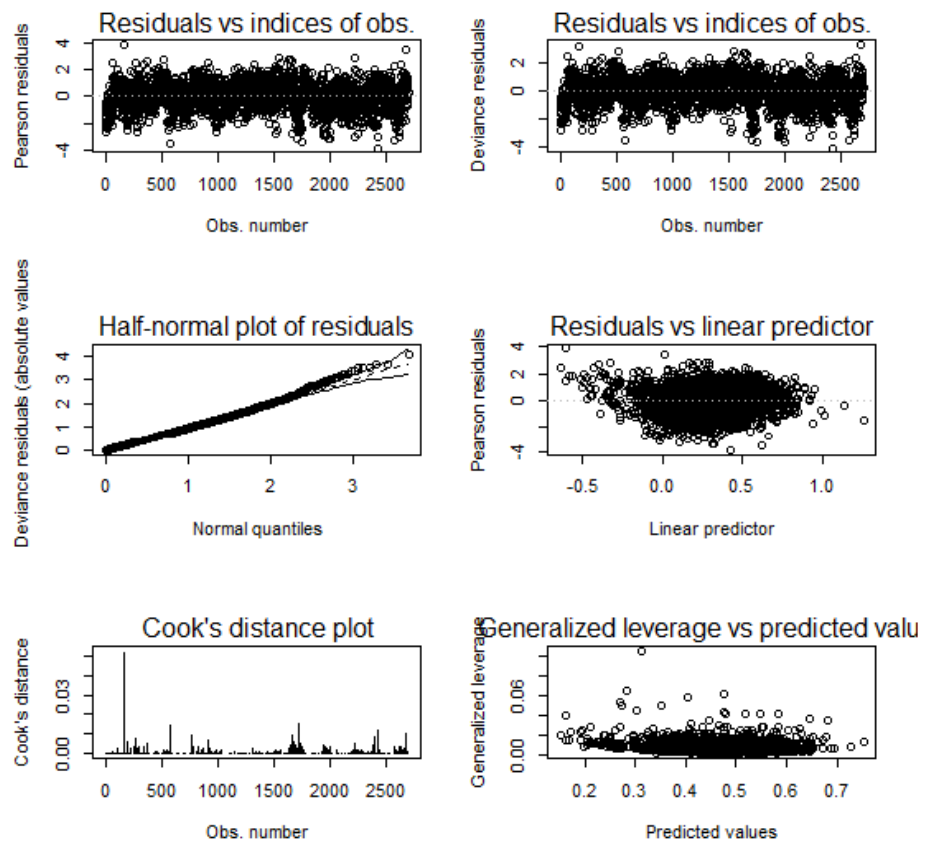 Residuals vs indices of obs.
Pearson residuals
4
2
0
-4
0 500 1000 1500 2000 2500
Obs. number
Residuals vs indices of obs.
Deviance residuals
2
0
-4
0 500 1000 1500 2000 2500
Obs. number
Half-normal plot of residuals
Deviance residuals (absolute values
4
3
2
1
0
0 1 2 3
Normal quantiles
Residuals vs linear predictor
Pearson residuals
4
2
0
-4
-0.5 0.0 0.5 1.0
Linear predictor
Cook's distance plot
Cook's distance
0.03
0.00
0 500 1000 1500 2000 2500
Obs. number
Generalized leverage vs predicted valu
Generalized leverage
0.06
0.00
0.2 0.3 0.4 0.5 0.6 0.7
Predicted values